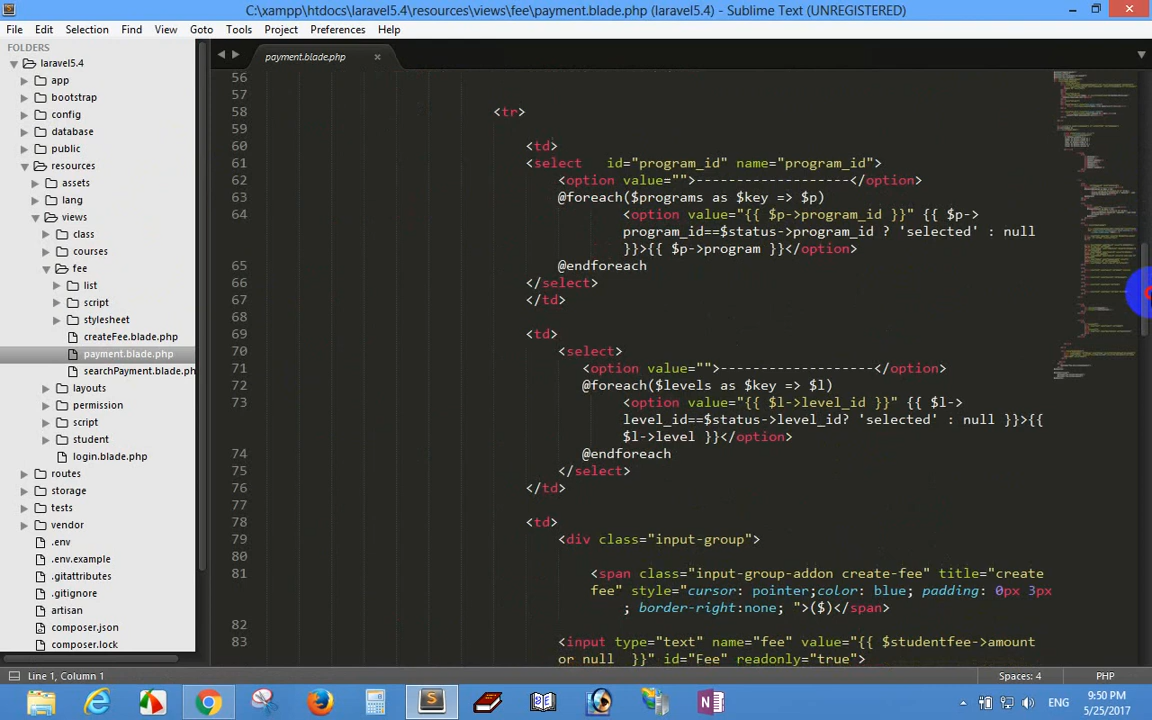 C:\xampp\htdocs\laravel5.4\resources\views\fee\payment.blade.php (laravel5.4) - Sublime Text (UNREGISTERED)
File Edit Selection Find View Goto Tools Project Preferences Help
FOLDERS
laravel5.4
app
bootstrap
config
database
public
resources
assets
lang
views
class
courses
fee
list
script
stylesheet
createFee.blade.php
payment.blade.php
searchPayment.blade.ph
layouts
permission
script
student
login.blade.php
routes
storage
tests
vendor
.env
.env.example
.gitattributes
.gitignore
artisan
composer.json
composer.lock
payment.blade.php
56
57
58 <tr>
59
60 <td>
61 <select id="program_id" name="program_id">
62 <option value="">-------------------</option>
63 @foreach($programs as $key => $p)
64 <option value="{{ $p->program_id }}" {{ $p->
program_id==$status->program_id ? 'selected' : null
}}>{{ $p->program }}</option>
65 @endforeach
66 </select>
67 </td>
68
69 <td>
70 <select>
71 <option value="">-------------------</option>
72 @foreach($levels as $key => $l)
73 <option value="{{ $l->level_id }}" {{ $l->
level_id==$status->level_id? 'selected' : null }}>{{
$l->level }}</option>
74 @endforeach
75 </select>
76 </td>
77
78 <td>
79 <div class="input-group">
80
81 <span class="input-group-addon create-fee" title="create
fee" style="cursor: pointer;color: blue; padding: 0px 3px
; border-right:none; ">($)</span>
82
83 <input type="text" name="fee" value="{{ $studentfee->amount
or null }}" id="Fee" readonly="true">
Line 1, Column 1
Spaces: 4
PHP
ENG
9:50 PM
5/25/2017